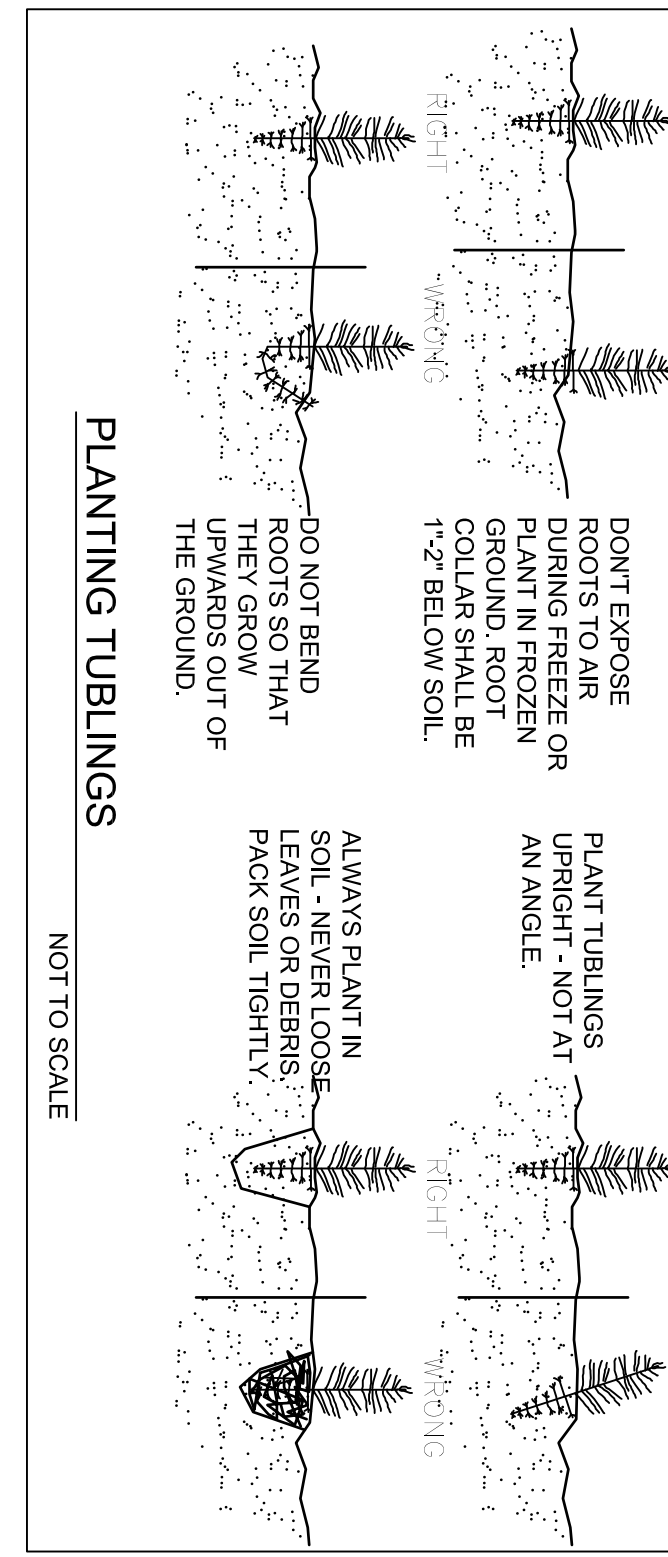 DON'T EXPOSE
ROOTS TO AIR
DURING FREEZE OR
PLANT IN FROZEN
GROUND. ROOT
COLLAR SHALL BE
1"-2" BELOW SOIL.
PLANT TUBLINGS
UPRIGHT - NOT AT
AN ANGLE.
RIGHT
WRONG
RIGHT
WRONG
DO NOT BEND
ROOTS SO THAT
THEY GROW
UPWARDS OUT OF
THE GROUND.
ALWAYS PLANT IN
SOIL - NEVER LOOSE
LEAVES OR DEBRIS.
PACK SOIL TIGHTLY.
PLANTING TUBLINGS
NOT TO SCALE